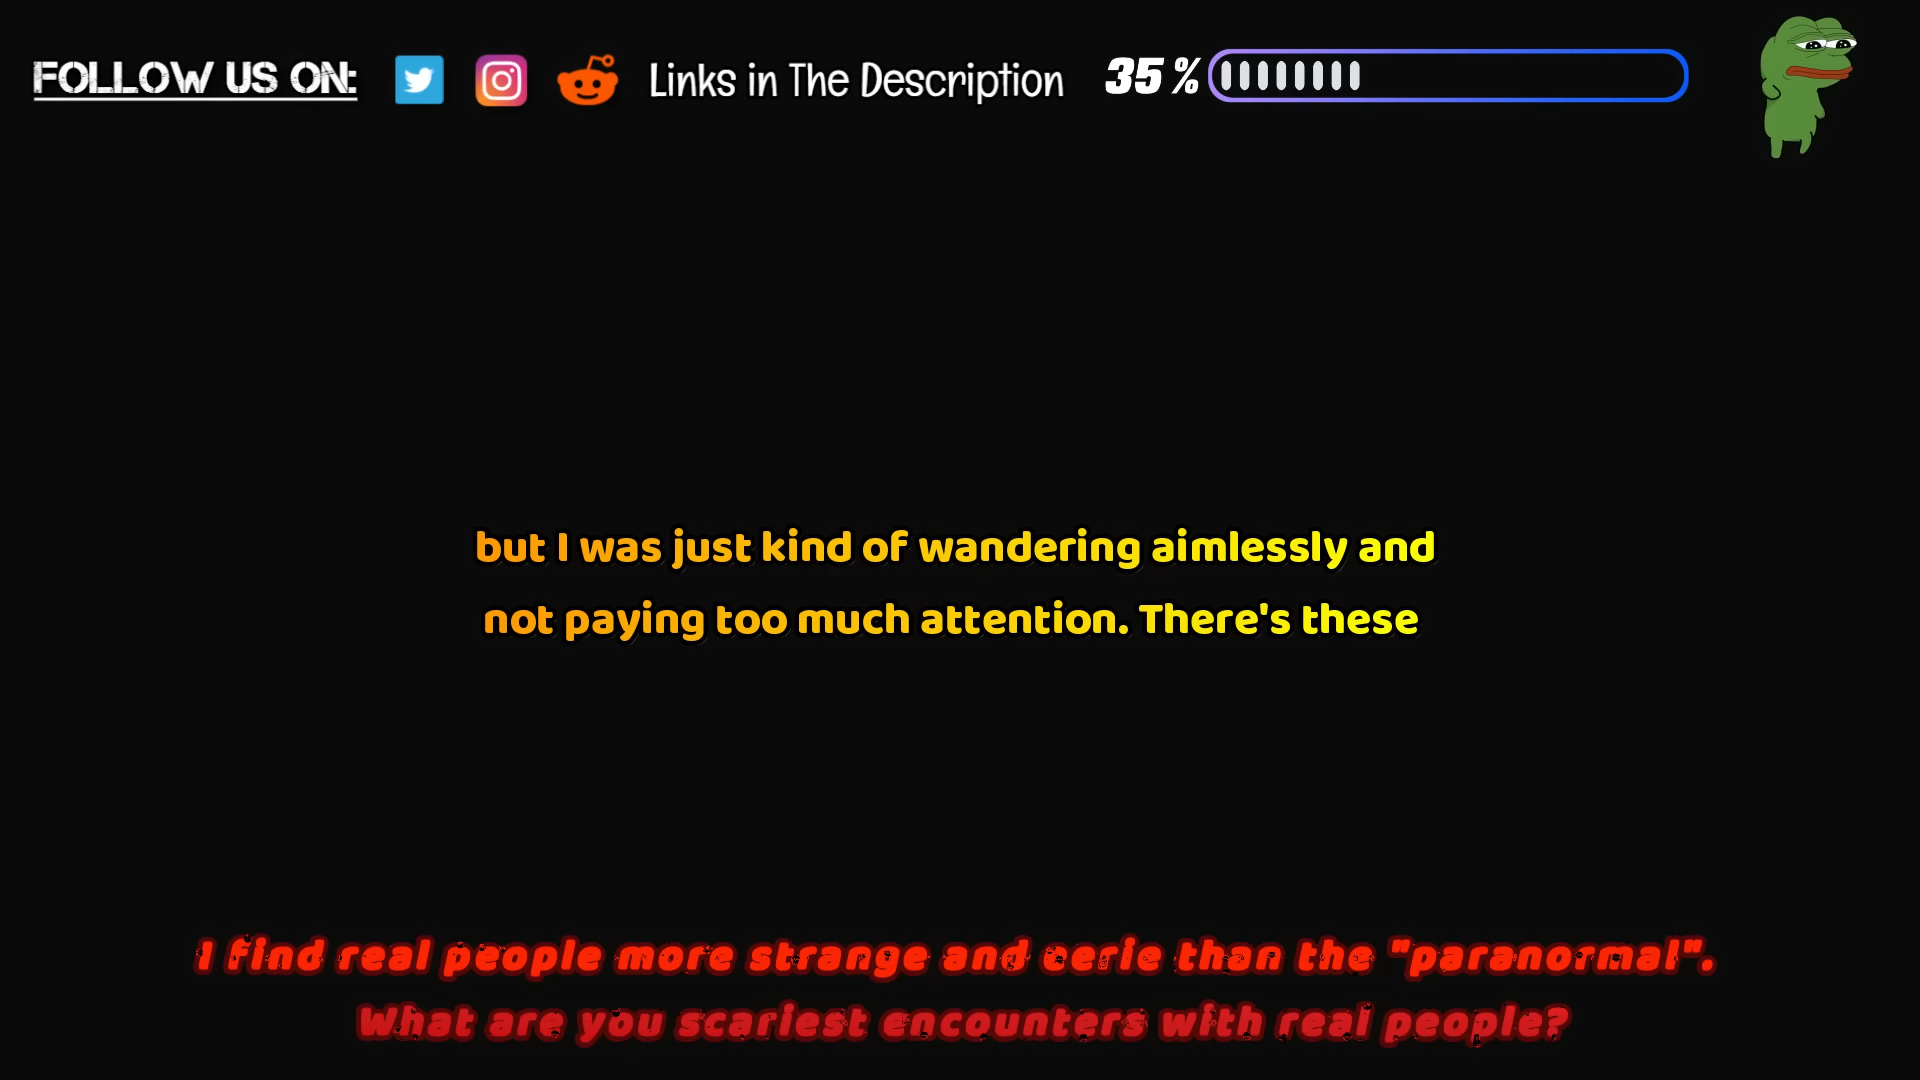 FOLLOW US ON: Links in The Description 35 %
but I was just kind of wandering aimlessly and
not paying too much attention. There's these
I find real people more strange and eerie than the "paranormal".
What are you scariest encounters with real people?